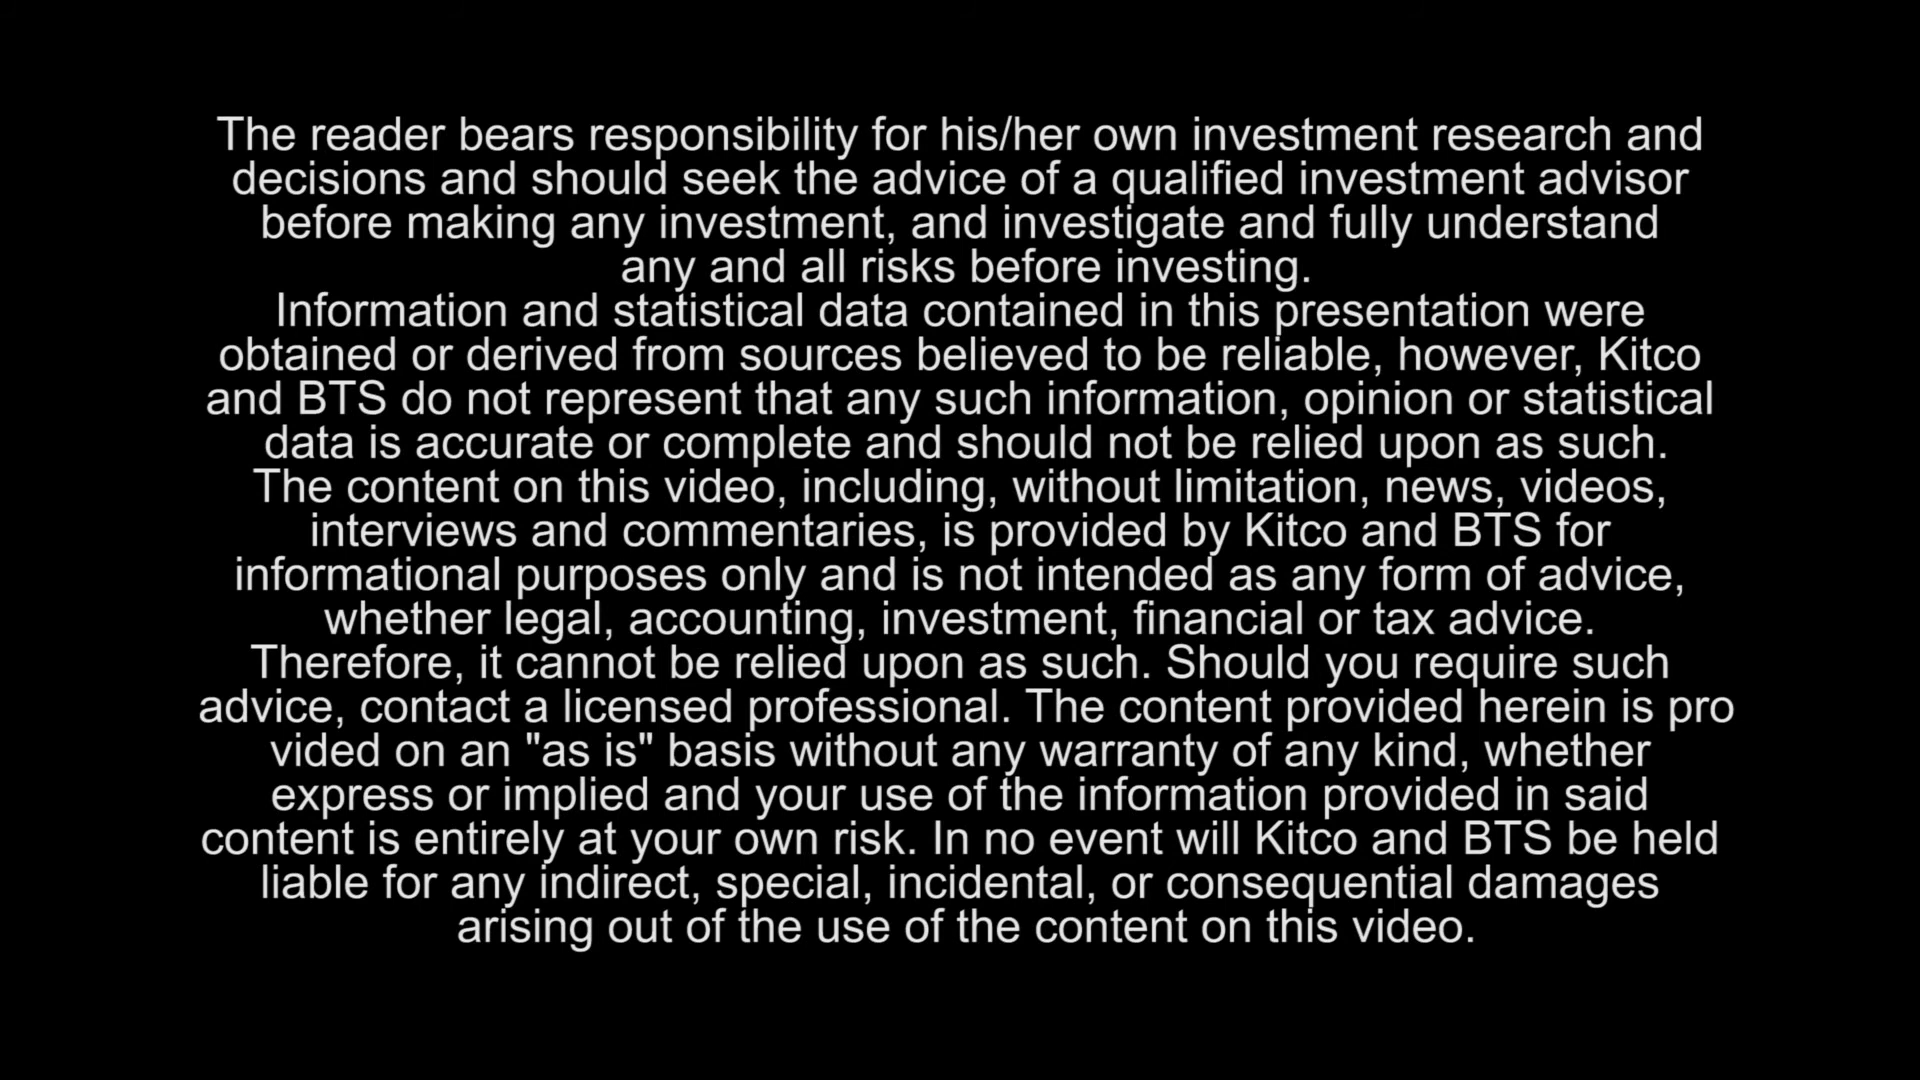 The reader bears responsibility for his/her own investment research and
decisions and should seek the advice of a qualified investment advisor
before making any investment, and investigate and fully understand
any and all risks before investing.
Information and statistical data contained in this presentation were
obtained or derived from sources believed to be reliable, however, Kitco
and BTS do not represent that any such information, opinion or statistical
data is accurate or complete and should not be relied upon as such.
The content on this video, including, without limitation, news, videos,
interviews and commentaries, is provided by Kitco and BTS for
informational purposes only and is not intended as any form of advice,
whether legal, accounting, investment, financial or tax advice.
Therefore, it cannot be relied upon as such. Should you require such
advice, contact a licensed professional. The content provided herein is pro
vided on an "as is" basis without any warranty of any kind, whether
express or implied and your use of the information provided in said
content is entirely at your own risk. In no event will Kitco and BTS be held
liable for any indirect, special, incidental, or consequential damages
arising out of the use of the content on this video.